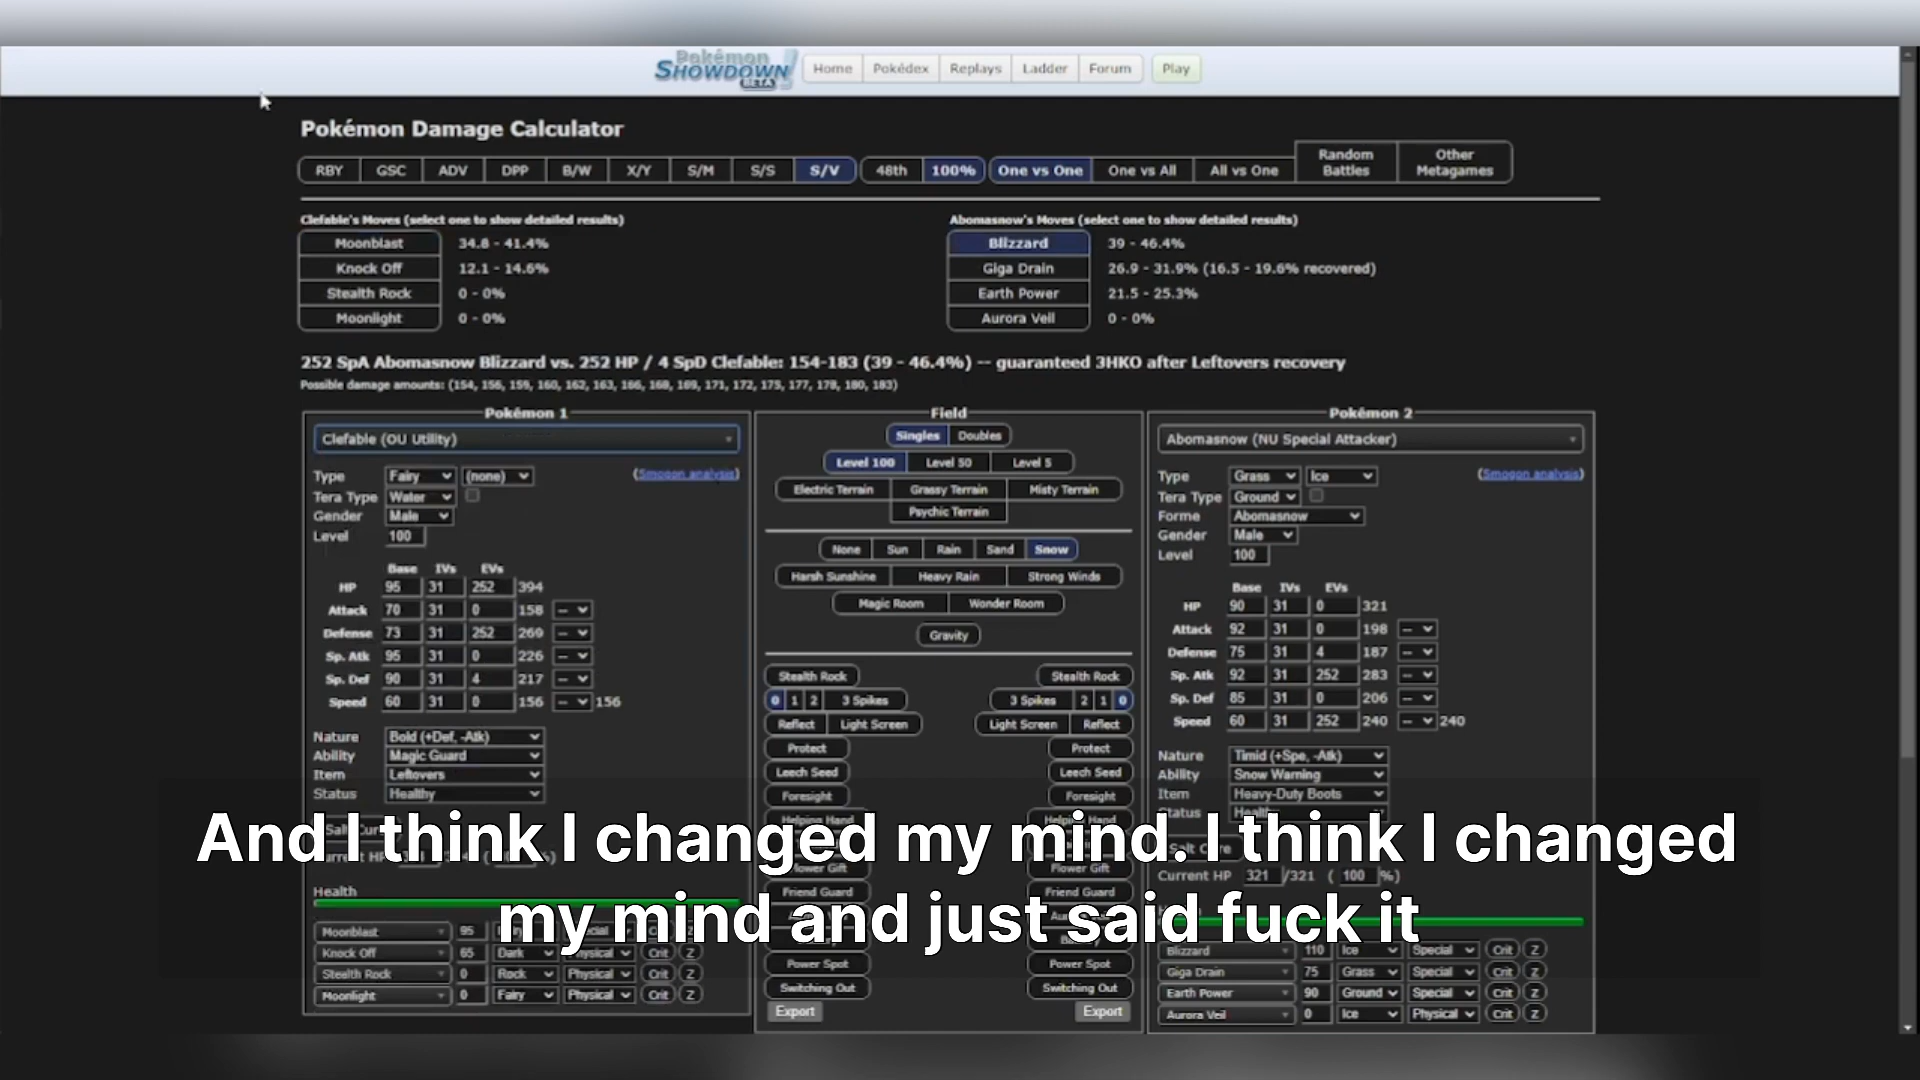 Pokémon
SHOWDOWN!
BETA
Home Pokédex Replays Ladder Forum Play
Pokémon Damage Calculator
RBY GSC ADV DPP B/W X/Y S/M S/S S/V 48th 100% One vs One One vs All All vs One Random Battles Other Metagames
Clefable's Moves (select one to show detailed results)
Moonblast 34.8 - 41.4%
Knock Off 12.1 - 14.6%
Stealth Rock 0 - 0%
Moonlight 0 - 0%
Abomasnow's Moves (select one to show detailed results)
Blizzard 39 - 46.4%
Giga Drain 26.9 - 31.9% (16.5 - 19.6% recovered)
Earth Power 21.5 - 25.3%
Aurora Veil 0 - 0%
252 SpA Abomasnow Blizzard vs. 252 HP / 4 SpD Clefable: 154-183 (39 - 46.4%) -- guaranteed 3HKO after Leftovers recovery
Possible damage amounts: (154, 156, 159, 160, 162, 163, 166, 168, 169, 171, 172, 175, 177, 178, 180, 183)
Pokémon 1
Clefable (OU Utility)
Type Fairy (none) (Smogon analysis)
Tera Type Water
Gender Male
Level 100
Base IVs EVs
HP 95 31 252 394
Attack 70 31 0 158 --
Defense 73 31 252 269 --
Sp. Atk 95 31 0 226 --
Sp. Def 90 31 4 217 --
Speed 60 31 0 156 -- 156
Nature Bold (+Def, -Atk)
Ability Magic Guard
Item Leftovers
Status Healthy
Health
Moonblast 95
Knock Off 65 Dark Physical Crit Z
Stealth Rock 0 Rock Physical Crit Z
Moonlight 0 Fairy Physical Crit Z
Field
Singles Doubles
Level 100 Level 50 Level 5
Electric Terrain Grassy Terrain Misty Terrain
Psychic Terrain
None Sun Rain Sand Snow
Harsh Sunshine Heavy Rain Strong Winds
Magic Room Wonder Room
Gravity
Stealth Rock Stealth Rock
0 1 2 3 Spikes 3 Spikes 2 1 0
Reflect Light Screen Light Screen Reflect
Protect Protect
Leech Seed Leech Seed
Foresight Foresight
Helping Hand Helping Hand
Flower Gift Flower Gift
Friend Guard Friend Guard
Power Spot Power Spot
Switching Out Switching Out
Export Export
Pokémon 2
Abomasnow (NU Special Attacker)
Type Grass Ice (Smogon analysis)
Tera Type Ground
Forme Abomasnow
Gender Male
Level 100
Base IVs EVs
HP 90 31 0 321
Attack 92 31 0 198 --
Defense 75 31 4 187 --
Sp. Atk 92 31 252 283 --
Sp. Def 85 31 0 206 --
Speed 60 31 252 240 -- 240
Nature Timid (+Spe, -Atk)
Ability Snow Warning
Item Heavy-Duty Boots
Status
Current HP 321 /321 ( 100 %)
Blizzard 110 Ice Special Crit Z
Giga Drain 75 Grass Special Crit Z
Earth Power 90 Ground Special Crit Z
Aurora Veil 0 Ice Physical Crit Z
And I think I changed my mind. I think I changed
my mind and just said fuck it